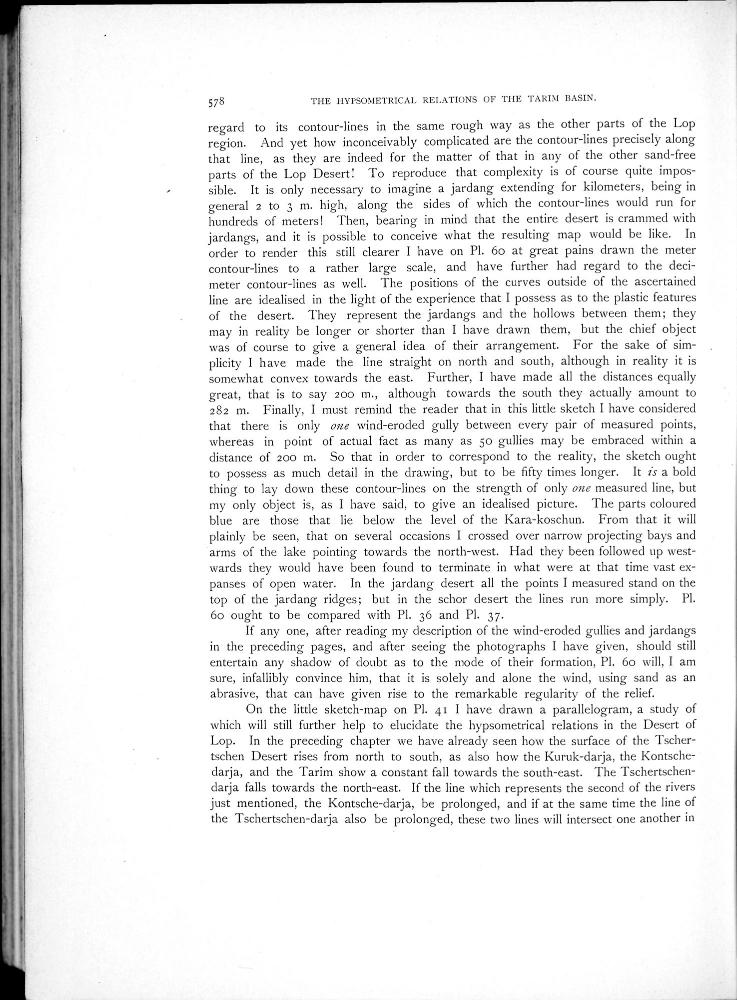 578
THE HYPSOMETRICAL RELATIONS OF THE TARIM BASIN.
regard to its contour-lines in the same rough way as the other parts of the Lop
region. And yet how inconceivably complicated are the contour-lines precisely along
that line, as they are indeed for the matter of that in any of the other sand-free
parts of the Lop Desert! To reproduce that complexity is of course quite impos-
sible. It is only necessary to imagine a jardang extending for kilometers, being in
general 2 to 3 m. high, along the sides of which the contour-lines would run for
hundreds of meters! Then, bearing in mind that the entire desert is crammed with
jardangs, and it is possible to conceive what the resulting map would be like. In
order to render this still clearer I have on Pl. 60 at great pains drawn the meter
contour-lines to a rather large scale, and have further had regard to the deci-
meter contour-lines as well. The positions of the curves outside of the ascertained
line are idealised in the light of the experience that I possess as to the plastic features
of the desert. They represent the jardangs and the hollows between them; they
may in reality be longer or shorter than I have drawn them, but the chief object
was of course to give a general idea of their arrangement. For the sake of sim-
plicity I have made the line straight on north and south, although in reality it is
somewhat convex towards the east. Further, I have made all the distances equally
great, that is to say 200 m., although towards the south they actually amount to
282 m. Finally, I must remind the reader that in this little sketch I have considered
that there is only one wind-eroded gully between every pair of measured points,
whereas in point of actual fact as many as 50 gullies may be embraced within a
distance of 200 m. So that in order to correspond to the reality, the sketch ought
to possess as much detail in the drawing, but to be fifty times longer. It is a bold
thing to lay down these contour-lines on the strength of only one measured line, but
my only object is, as I have said, to give an idealised picture. The parts coloured
blue are those that lie below the level of the Kara-koschun. From that it will
plainly be seen, that on several occasions I crossed over narrow projecting bays and
arms of the lake pointing towards the north-west. Had they been followed up west-
wards they would have been found to terminate in what were at that time vast ex-
panses of open water. In the jardang desert all the points I measured stand on the
top of the jardang ridges; but in the schor desert the lines run more simply. Pl.
60 ought to be compared with Pl. 36 and Pl. 37.
If any one, after reading my description of the wind-eroded gullies and jardangs
in the preceding pages, and after seeing the photographs I have given, should still
entertain any shadow of doubt as to the mode of their formation, Pl. 60 will, I am
sure, infallibly convince him, that it is solely and alone the wind, using sand as an
abrasive, that can have given rise to the remarkable regularity of the relief.
On the little sketch-map on Pl. 41 I have drawn a parallelogram, a study of
which will still further help to elucidate the hypsometrical relations in the Desert of
Lop. In the preceding chapter we have already seen how the surface of the Tscher-
tschen Desert rises from north to south, as also how the Kuruk-darja, the Kontsche-
darja, and the Tarim show a constant fall towards the south-east. The Tschertschen-
darja falls towards the north-east. If the line which represents the second of the rivers
just mentioned, the Kontsche-darja, be prolonged, and if at the same time the line of
the Tschertschen-darja also be prolonged, these two lines will intersect one another in